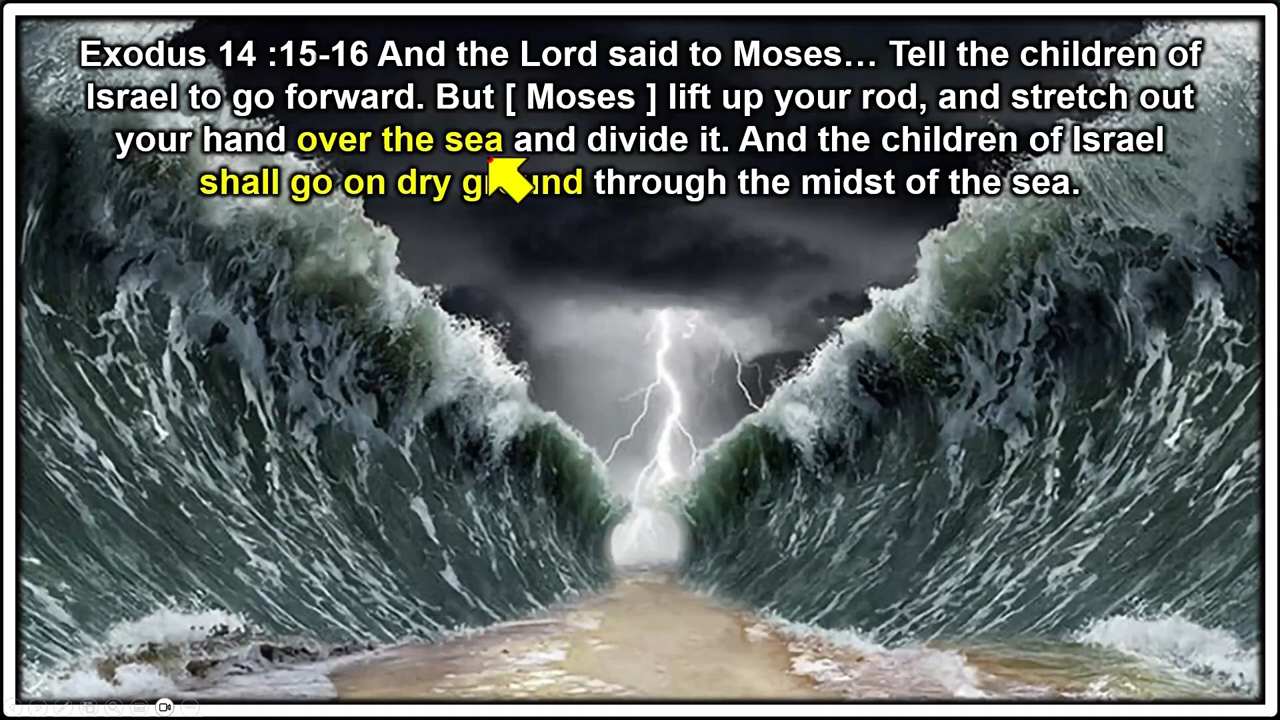 Exodus 14 :15-16 And the Lord said to Moses… Tell the children of
Israel to go forward. But [ Moses ] lift up your rod, and stretch out
your hand over the sea and divide it. And the children of Israel
shall go on dry ground through the midst of the sea.